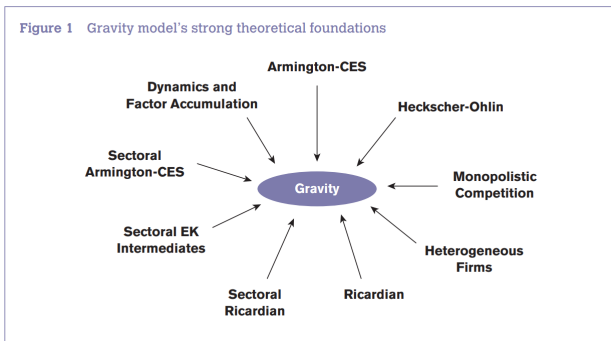 Figure 1 Gravity model's strong theoretical foundations
Armington-CES
Dynamics and
Factor Accumulation
Heckscher-Ohlin
Sectoral
Armington-CES
Monopolistic
Competition
Gravity
Sectoral EK
Intermediates
Heterogeneous
Firms
Sectoral
Ricardian
Ricardian